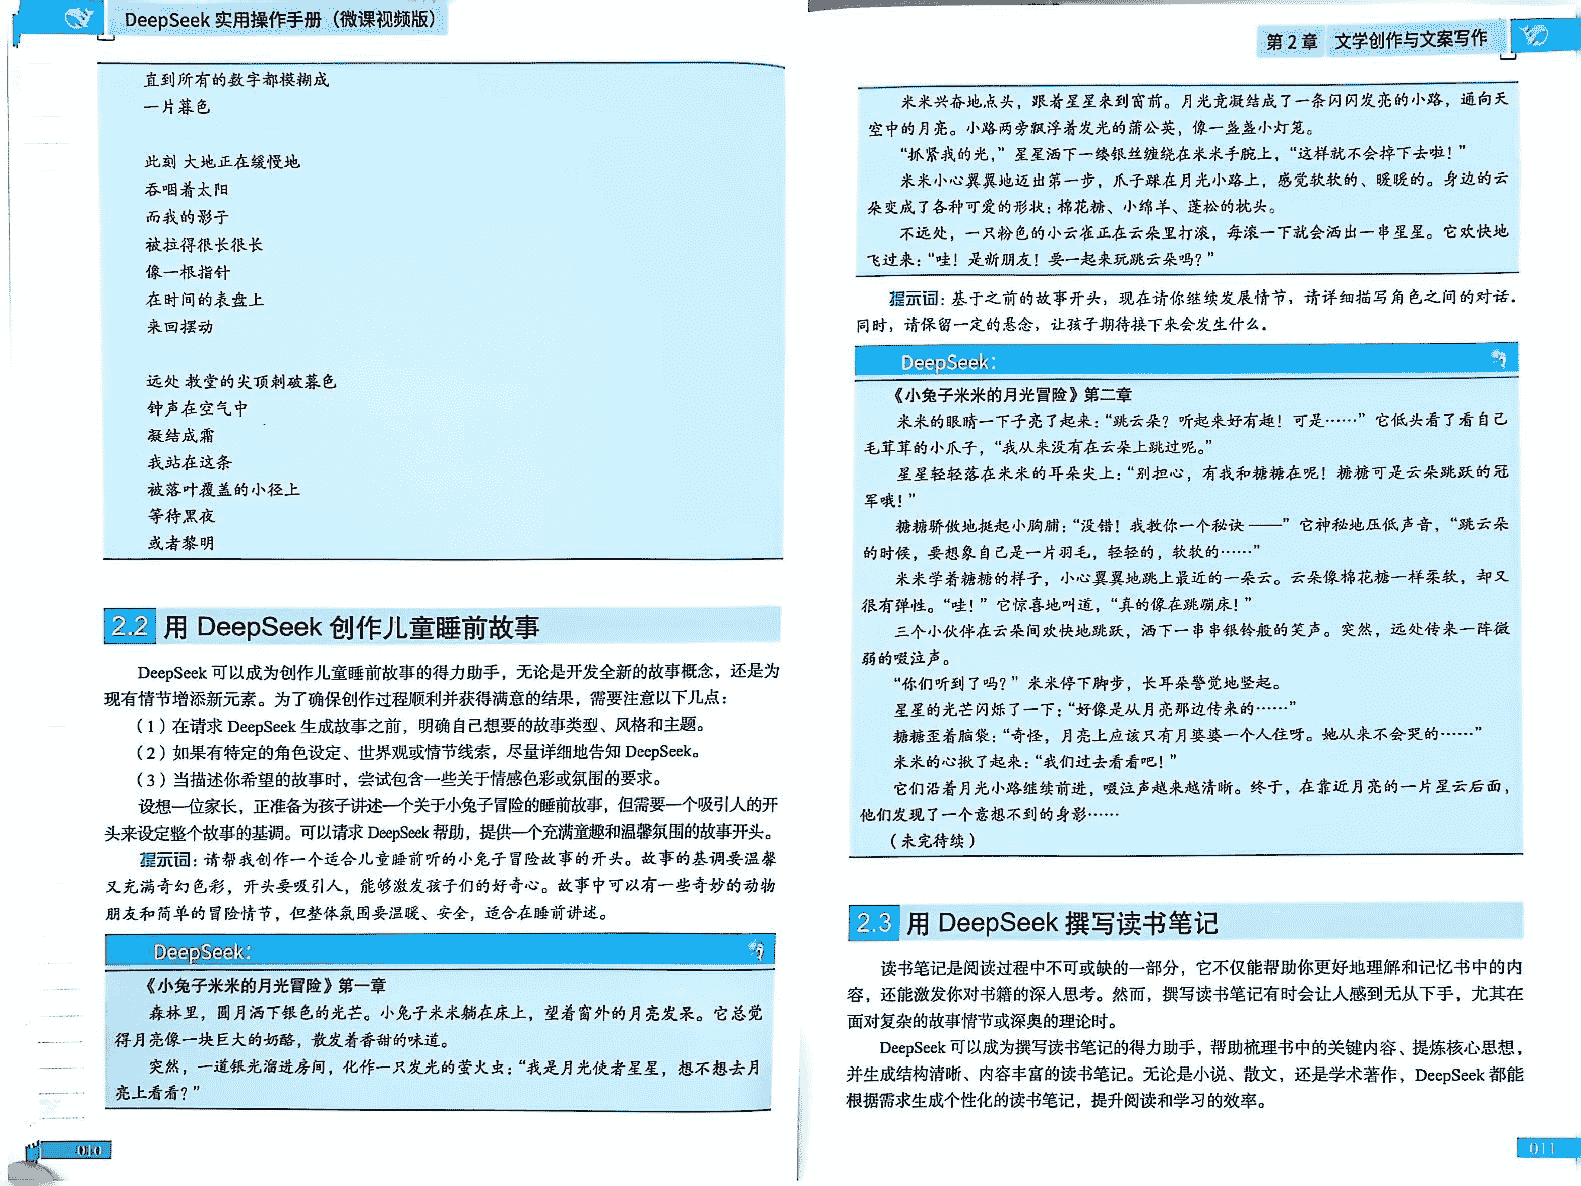 DeepSeek 实用操作手册（微课视频版）
直到所有的数字都模糊成
一片暮色
此刻 大地正在缓慢地
吞咽着太阳
而我的影子
被拉得很长很长
像一根指针
在时间的表盘上
来回摆动
远处 教堂的尖顶刺破暮色
钟声在空气中
凝结成霜
我站在这条
被落叶覆盖的小径上
等待黑夜
或者黎明
2.2 用 DeepSeek 创作儿童睡前故事
DeepSeek 可以成为创作儿童睡前故事的得力助手，无论是开发全新的故事概念，还是为
现有情节增添新元素。为了确保创作过程顺利并获得满意的结果，需要注意以下几点：
（1）在请求 DeepSeek 生成故事之前，明确自己想要的故事类型、风格和主题。
（2）如果有特定的角色设定、世界观或情节线索，尽量详细地告知 DeepSeek。
（3）当描述你希望的故事时，尝试包含一些关于情感色彩或氛围的要求。
设想一位家长，正准备为孩子讲述一个关于小兔子冒险的睡前故事，但需要一个吸引人的开
头来设定整个故事的基调。可以请求 DeepSeek 帮助，提供一个充满童趣和温馨氛围的故事开头。
提示词：请帮我创作一个适合儿童睡前听的小兔子冒险故事的开头。故事的基调要温馨
又充满奇幻色彩，开头要吸引人，能够激发孩子们的好奇心。故事中可以有一些奇妙的动物
朋友和简单的冒险情节，但整体氛围要温暖、安全，适合在睡前讲述。
DeepSeek：
《小兔子米米的月光冒险》第一章
森林里，圆月洒下银色的光芒。小兔子米米躺在床上，望着窗外的月亮发呆。它总觉
得月亮像一块巨大的奶酪，散发着香甜的味道。
突然，一道银光溜进房间，化作一只发光的萤火虫：“我是月光使者星星，想不想去月
亮上看看？”
010
第 2 章 文学创作与文案写作
米米兴奋地点头，跟着星星来到窗前。月光竟凝结成了一条闪闪发亮的小路，通向天
空中的月亮。小路两旁飘浮着发光的蒲公英，像一盏盏小灯笼。
“抓紧我的光，”星星洒下一缕银丝缠绕在米米手腕上，“这样就不会掉下去啦！”
米米小心翼翼地迈出第一步，爪子踩在月光小路上，感觉软软的、暖暖的。身边的云
朵变成了各种可爱的形状：棉花糖、小绵羊、蓬松的枕头。
不远处，一只粉色的小云雀正在云朵里打滚，每滚一下就会洒出一串星星。它欢快地
飞过来：“哇！是新朋友！要一起来玩跳云朵吗？”
提示词：基于之前的故事开头，现在请你继续发展情节，请详细描写角色之间的对话。
同时，请保留一定的悬念，让孩子期待接下来会发生什么。
DeepSeek：
《小兔子米米的月光冒险》第二章
米米的眼睛一下子亮了起来：“跳云朵？听起来好有趣！可是……”它低头看了看自己
毛茸茸的小爪子，“我从来没有在云朵上跳过呢。”
星星轻轻落在米米的耳朵尖上：“别担心，有我和糖糖在呢！糖糖可是云朵跳跃的冠
军哦！”
糖糖骄傲地挺起小胸脯：“没错！我教你一个秘诀——”它神秘地压低声音，“跳云朵
的时候，要想象自己是一片羽毛，轻轻的，软软的……”
米米学着糖糖的样子，小心翼翼地跳上最近的一朵云。云朵像棉花糖一样柔软，却又
很有弹性。“哇！”它惊喜地叫道，“真的像在跳蹦床！”
三个小伙伴在云朵间欢快地跳跃，洒下一串串银铃般的笑声。突然，远处传来一阵微
弱的啜泣声。
“你们听到了吗？”米米停下脚步，长耳朵警觉地竖起。
星星的光芒闪烁了一下：“好像是从月亮那边传来的……”
糖糖歪着脑袋：“奇怪，月亮上应该只有月婆婆一个人住呀。她从来不会哭的……”
米米的心揪了起来：“我们过去看看吧！”
它们沿着月光小路继续前进，啜泣声越来越清晰。终于，在靠近月亮的一片星云后面，
他们发现了一个意想不到的身影……
（未完待续）
2.3 用 DeepSeek 撰写读书笔记
读书笔记是阅读过程中不可或缺的一部分，它不仅能帮助你更好地理解和记忆书中的内
容，还能激发你对书籍的深入思考。然而，撰写读书笔记有时会让人感到无从下手，尤其在
面对复杂的故事情节或深奥的理论时。
DeepSeek 可以成为撰写读书笔记的得力助手，帮助梳理书中的关键内容、提炼核心思想，
并生成结构清晰、内容丰富的读书笔记。无论是小说、散文，还是学术著作，DeepSeek 都能
根据需求生成个性化的读书笔记，提升阅读和学习的效率。
011